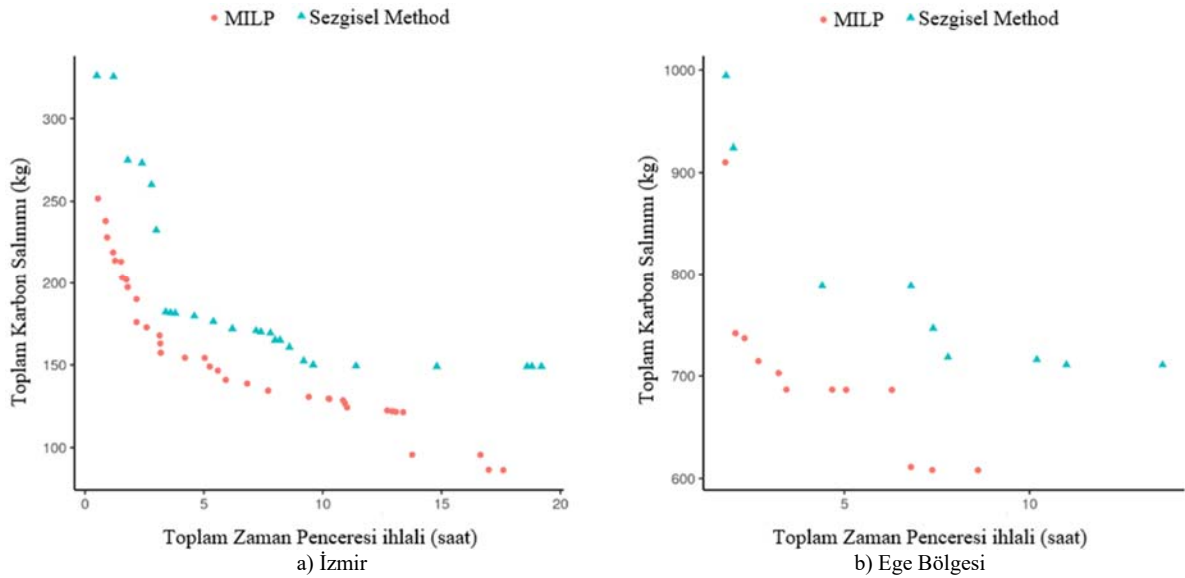 MILP Sezgisel Method
Toplam Karbon Salınımı (kg)
300
250
200
150
100
0 5 10 15 20
Toplam Zaman Penceresi ihlali (saat)
a) İzmir
MILP Sezgisel Method
Toplam Karbon Salınımı (kg)
1000
900
800
700
600
5 10
Toplam Zaman Penceresi ihlali (saat)
b) Ege Bölgesi